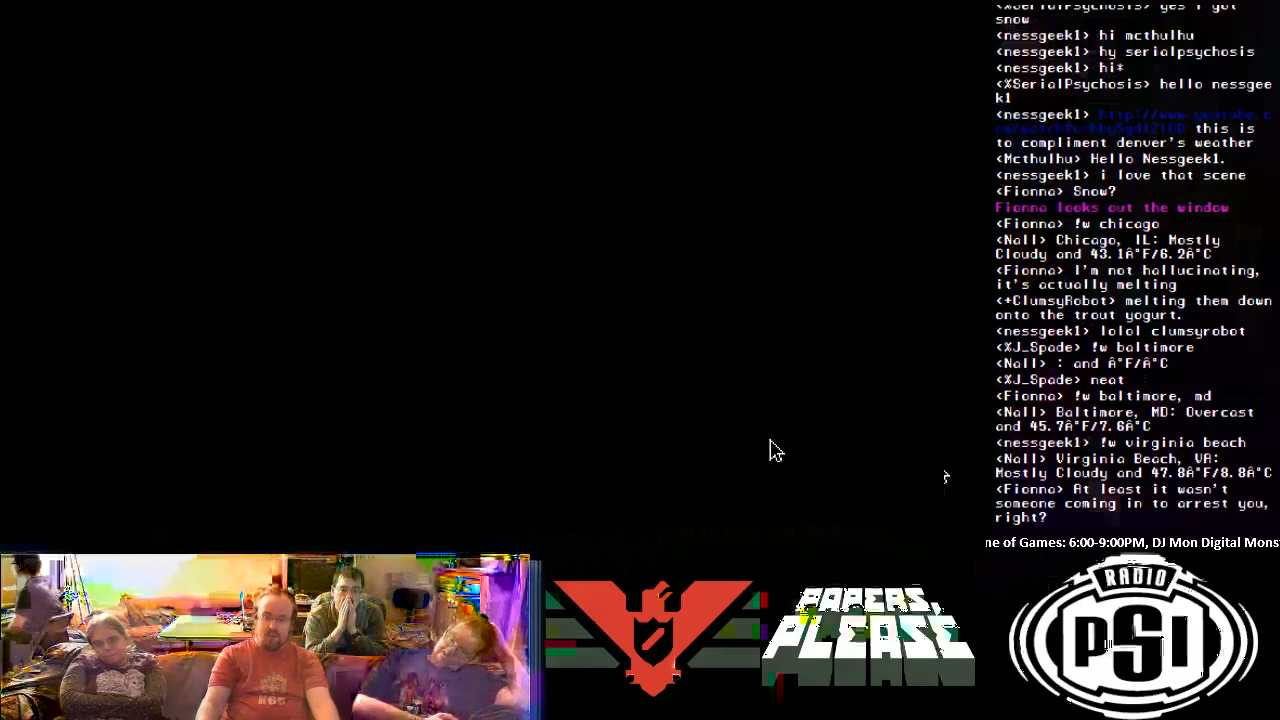 <%SerialPsychosis> yes i got
snow
<nessgeek1> hi mcthulhu
<nessgeek1> hy serialpsychosis
<nessgeek1> hi*
<%SerialPsychosis> hello nessgee
k1
<nessgeek1>
this is
to compliment denver's weather
<Mcthulhu> Hello Nessgeek1.
<nessgeek1> i love that scene
<Fionna> Snow?
Fionna looks out the window
<Fionna> !w chicago
<Nall> Chicago, IL: Mostly
Cloudy and 43.1Â°F/6.2Â°C
<Fionna> I'm not hallucinating,
it's actually melting
<+ClumsyRobot> melting them down
onto the trout yogurt.
<nessgeek1> lolol clumsyrobot
<%J_Spade> !w baltimore
<Nall> : and Â°F/Â°C
<%J_Spade> neat
<Fionna> !w baltimore, md
<Nall> Baltimore, MD: Overcast
and 45.7Â°F/7.6Â°C
<nessgeek1> !w virginia beach
<Nall> Virginia Beach, VA:
Mostly Cloudy and 47.8Â°F/8.8Â°C
<Fionna> At least it wasn't
someone coming in to arrest you,
right?
ne of Games: 6:00-9:00PM, DJ Mon Digital Mons
PAPERS,
PLEASE
RADIO
PSI